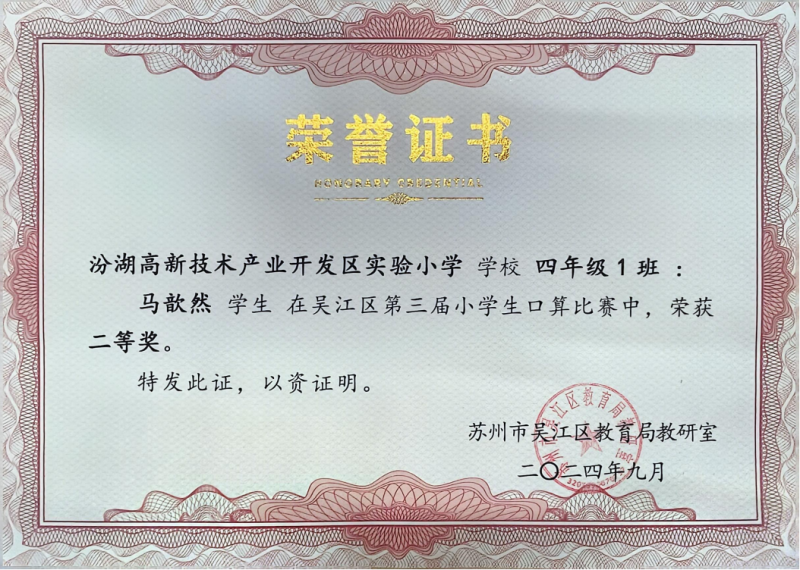 荣誉证书
HONORARY CREDENTIAL
汾湖高新技术产业开发区实验小学 学校 四年级1班：
马歆然 学生 在吴江区第三届小学生口算比赛中，荣获
二等奖。
特发此证，以资证明。
苏州市吴江区教育局教研室
二〇二四年九月